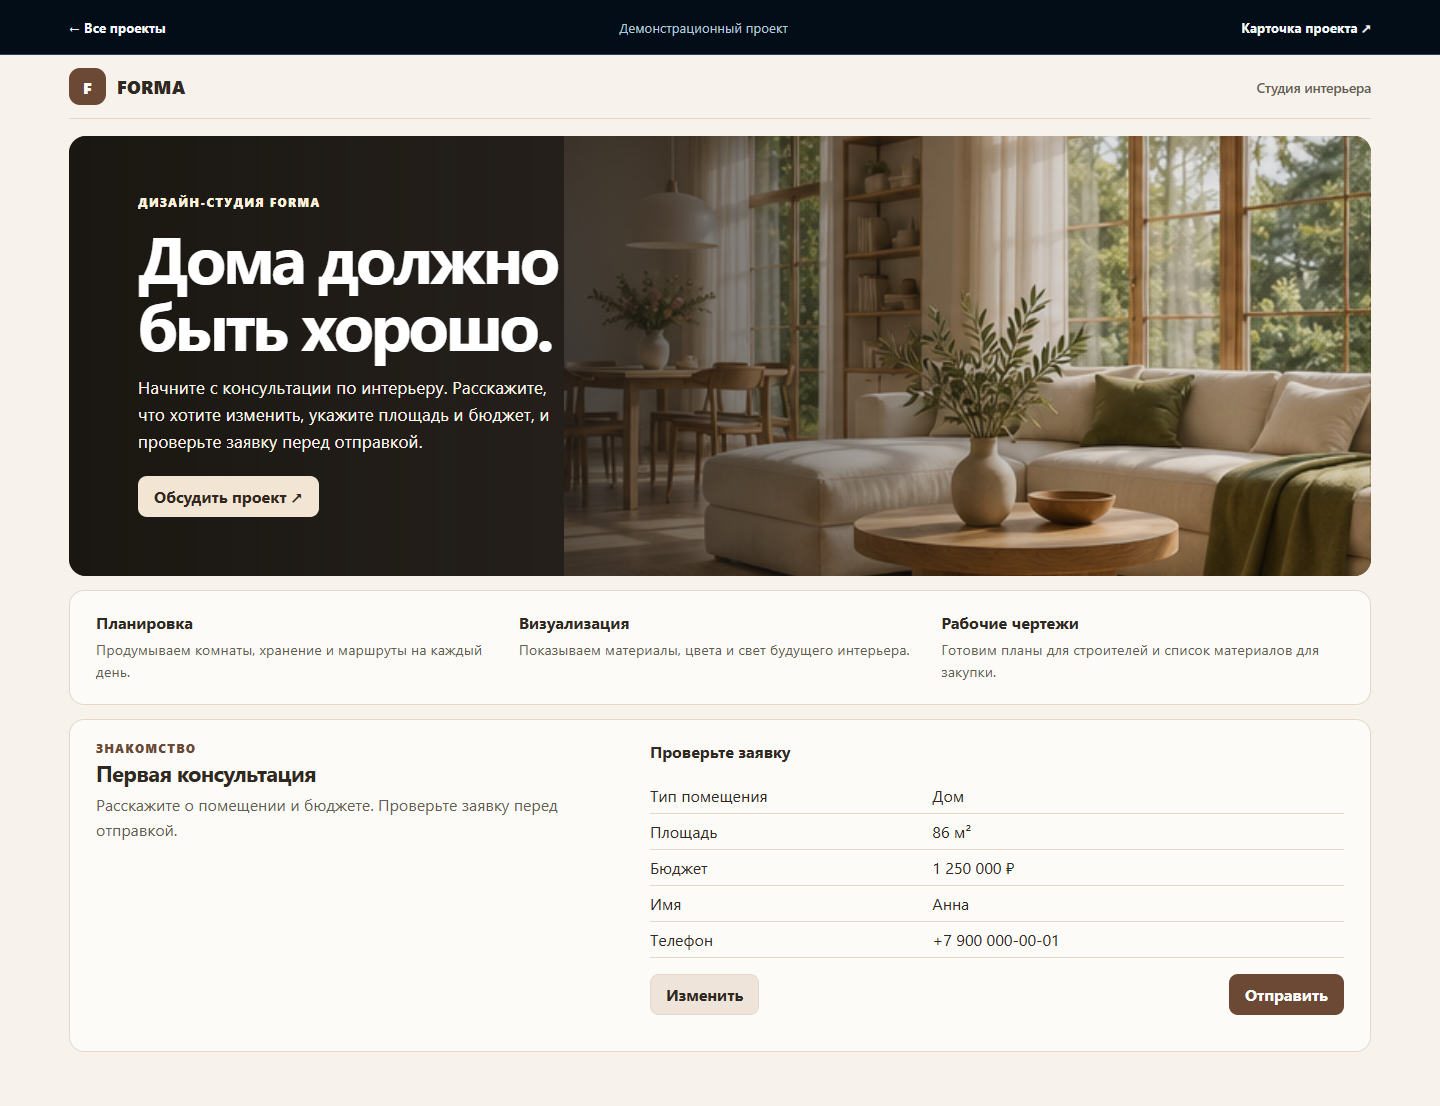 ← Все проекты
Демонстрационный проект
Карточка проекта ↗
F
FORMA
Студия интерьера
ДИЗАЙН-СТУДИЯ FORMA
Дома должно
быть хорошо.
Начните с консультации по интерьеру. Расскажите,
что хотите изменить, укажите площадь и бюджет, и
проверьте заявку перед отправкой.
Обсудить проект ↗
Планировка
Продумываем комнаты, хранение и маршруты на каждый
день.
Визуализация
Показываем материалы, цвета и свет будущего интерьера.
Рабочие чертежи
Готовим планы для строителей и список материалов для
закупки.
ЗНАКОМСТВО
Первая консультация
Расскажите о помещении и бюджете. Проверьте заявку перед
отправкой.
Проверьте заявку
Тип помещения Дом
Площадь 86 м²
Бюджет 1 250 000 ₽
Имя Анна
Телефон +7 900 000-00-01
Изменить
Отправить